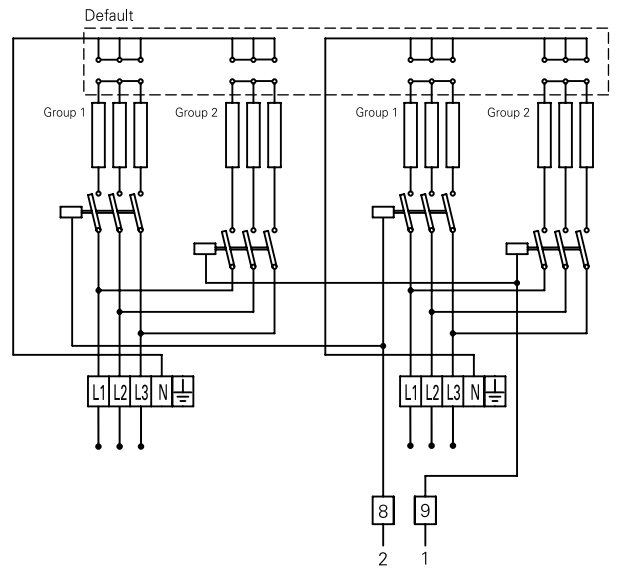 Default
Group 1 Group 2 Group 1 Group 2
L1 L2 L3 N L1 L2 L3 N
8 9
2 1